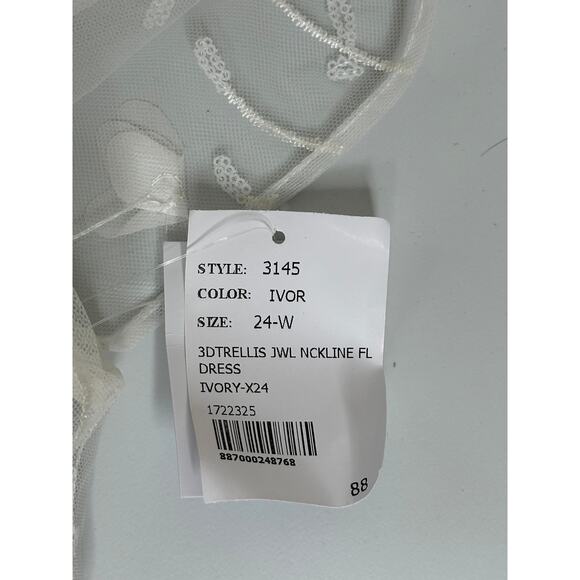 STYLE: 3145
COLOR: IVOR
SIZE: 24-W
3DTRELLIS JWL NCKLINE FL
DRESS
IVORY-X24
1722325
887000248768
88